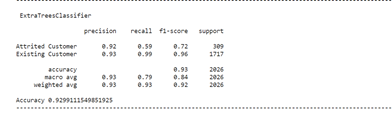 ExtraTreesClassifier
precision recall f1-score support
Attrited Customer 0.92 0.59 0.72 309
Existing Customer 0.93 0.99 0.96 1717
accuracy 0.93 2026
macro avg 0.93 0.79 0.84 2026
weighted avg 0.93 0.93 0.92 2026
Accuracy 0.9299111549851925